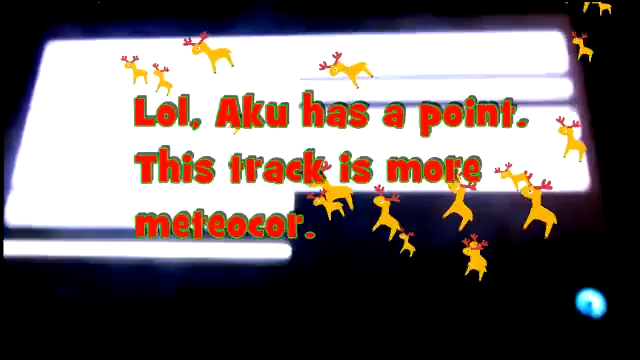 Lol, Aku has a point.
This track is more
meteocor.